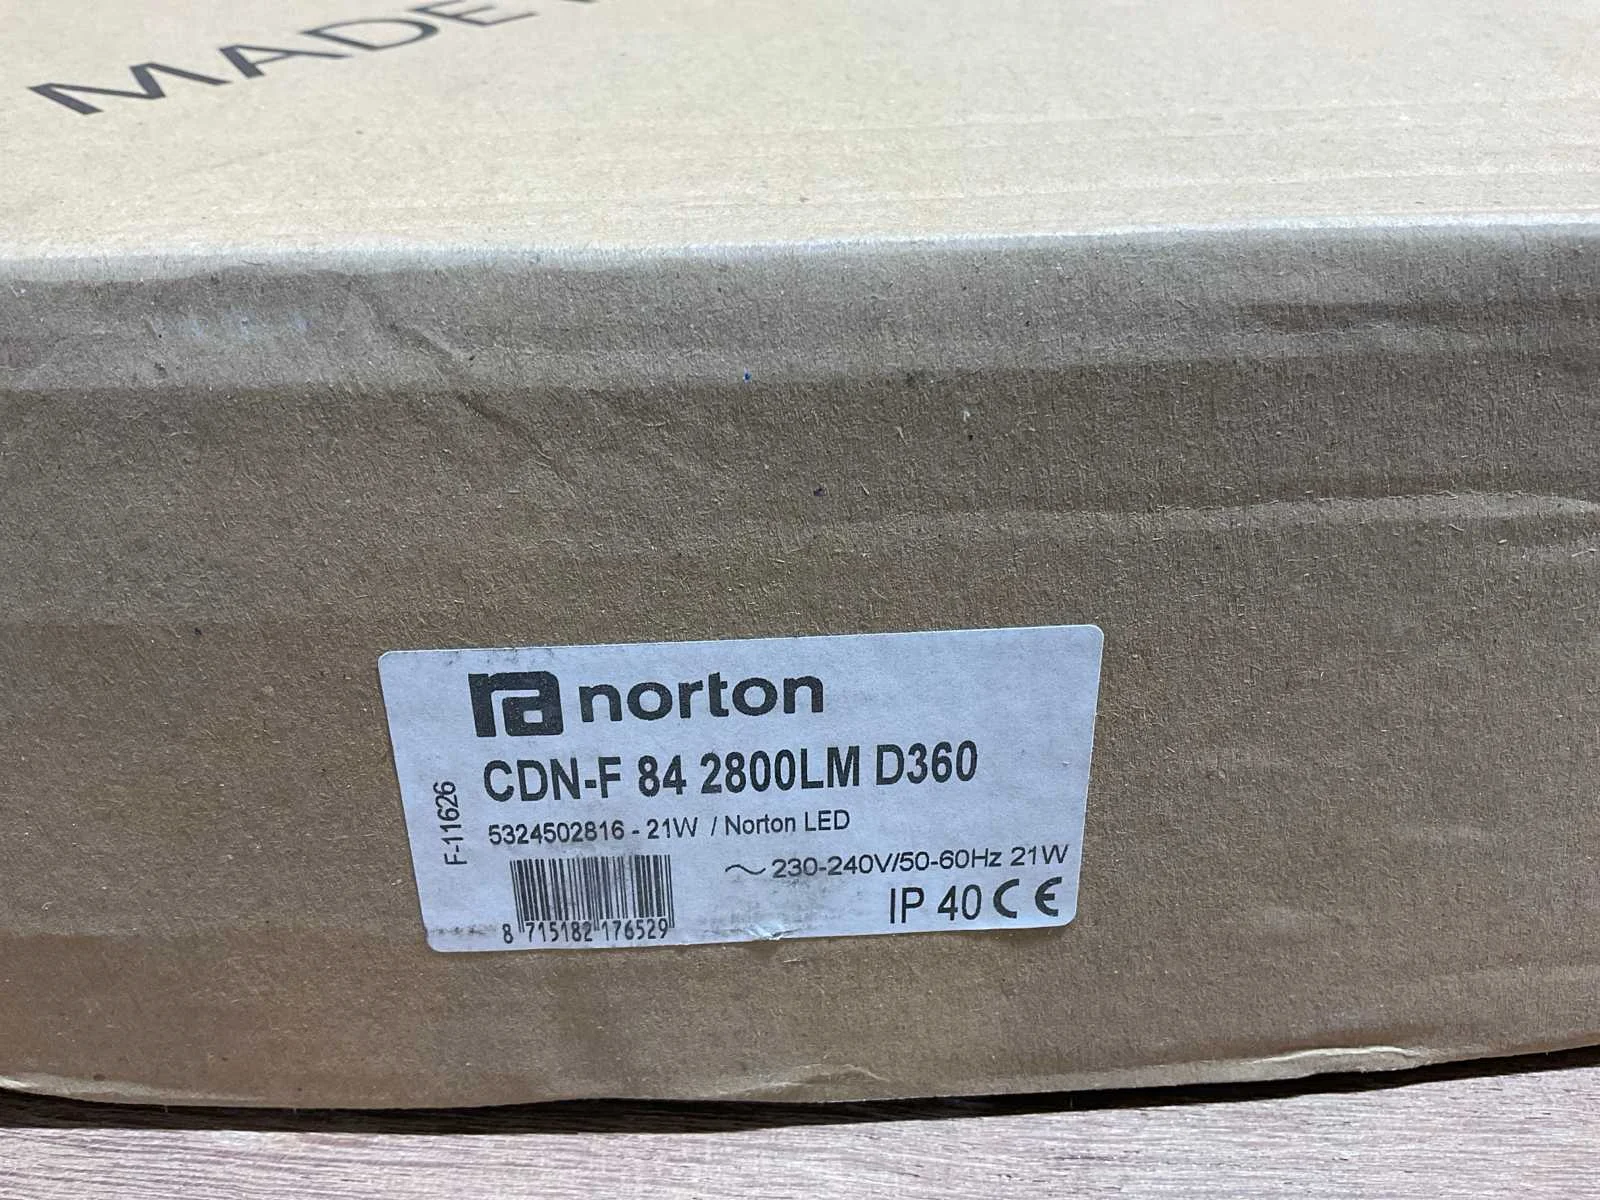 MADE
norton
CDN-F 84 2800LM D360
F-11626
5324502816 - 21W / Norton LED
~ 230-240V/50-60Hz 21W
IP 40 CE
8 715182 176529